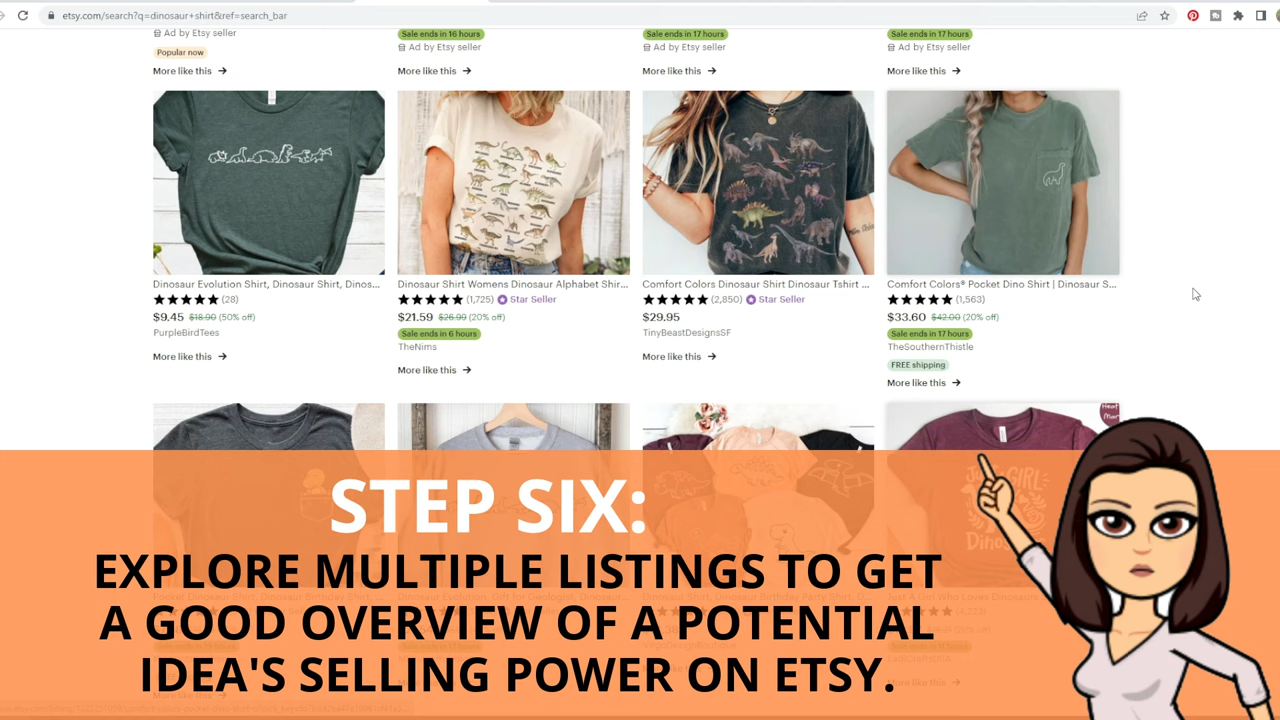 etsy.com/search?q=dinosaur+shirt&ref=search_bar
Ad by Etsy seller
Popular now
More like this →
Sale ends in 16 hours
Ad by Etsy seller
More like this →
Sale ends in 17 hours
Ad by Etsy seller
More like this →
Sale ends in 17 hours
Ad by Etsy seller
More like this →
Dinosaur Evolution Shirt, Dinosaur Shirt, Dinos...
★★★★★ (28)
$9.45 $18.90 (50% off)
PurpleBirdTees
More like this →
Dinosaur Shirt Womens Dinosaur Alphabet Shir...
★★★★★ (1,725) Star Seller
$21.59 $26.99 (20% off)
Sale ends in 6 hours
TheNims
More like this →
Comfort Colors Dinosaur Shirt Dinosaur Tshirt ...
★★★★★ (2,850) Star Seller
$29.95
TinyBeastDesignsSF
More like this →
Comfort Colors® Pocket Dino Shirt | Dinosaur S...
★★★★★ (1,563)
$33.60 $42.00 (20% off)
Sale ends in 17 hours
TheSouthernThistle
FREE shipping
More like this →
STEP SIX:
EXPLORE MULTIPLE LISTINGS TO GET
A GOOD OVERVIEW OF A POTENTIAL
IDEA'S SELLING POWER ON ETSY.